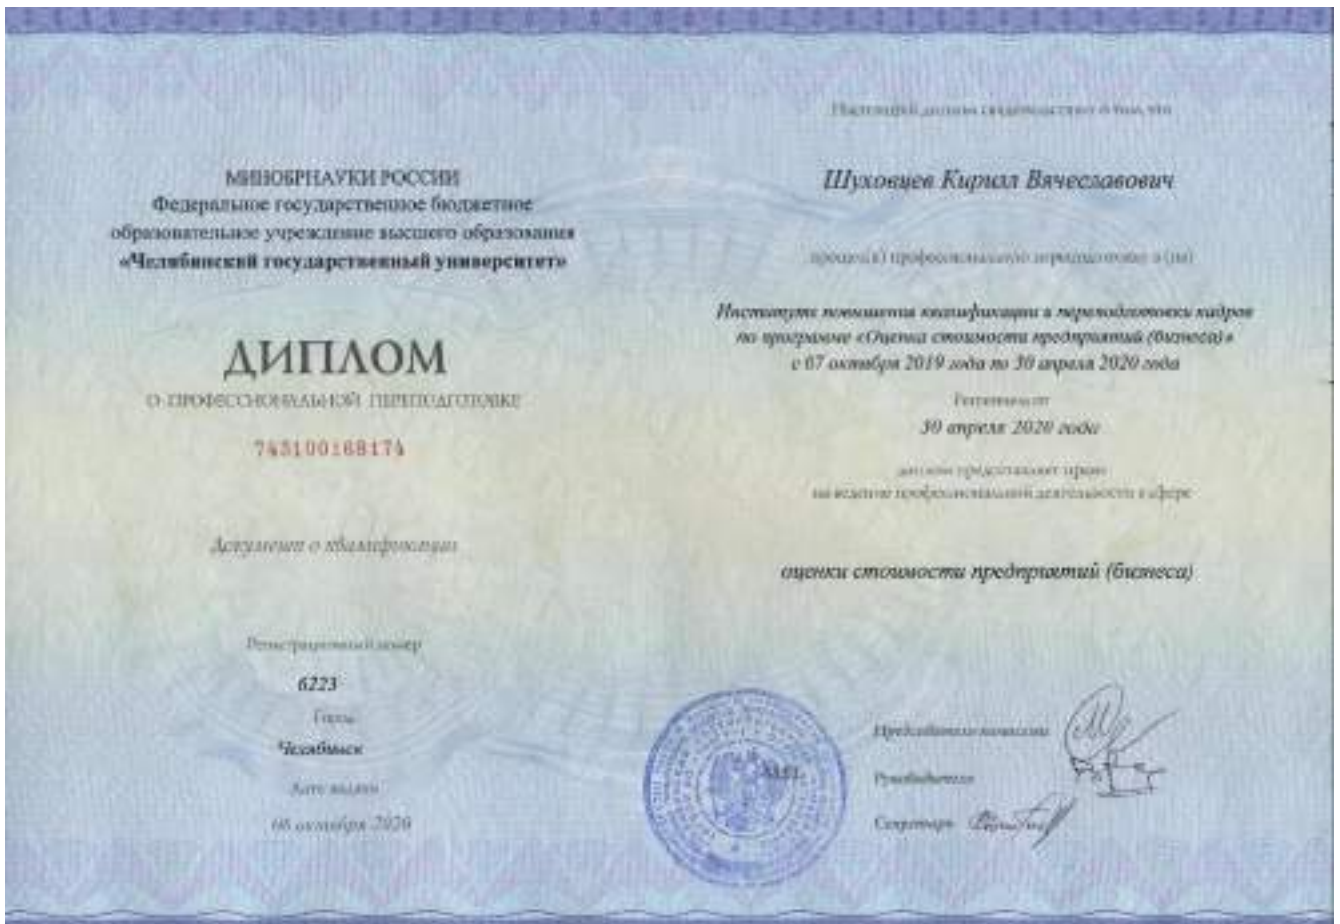 МИНОБРНАУКИ РОССИИ
Федеральное государственное бюджетное
образовательное учреждение высшего образования
«Челябинский государственный университет»
ДИПЛОМ
О ПРОФЕССИОНАЛЬНОЙ ПЕРЕПОДГОТОВКЕ
743100168174
Документ о квалификации
Регистрационный номер
6223
Город
Челябинск
Дата выдачи
06 октября 2020
Настоящий диплом свидетельствует о том, что
Шуховцев Кирилл Вячеславович
прошел(а) профессиональную переподготовку в (на)
Институте повышения квалификации и переподготовки кадров
по программе «Оценка стоимости предприятий (бизнеса)»
с 07 октября 2019 года по 30 апреля 2020 года
30 апреля 2020 года
диплом предоставляет право
на ведение профессиональной деятельности в сфере
оценки стоимости предприятий (бизнеса)
М.П.
Председатель комиссии
Руководитель
Секретарь